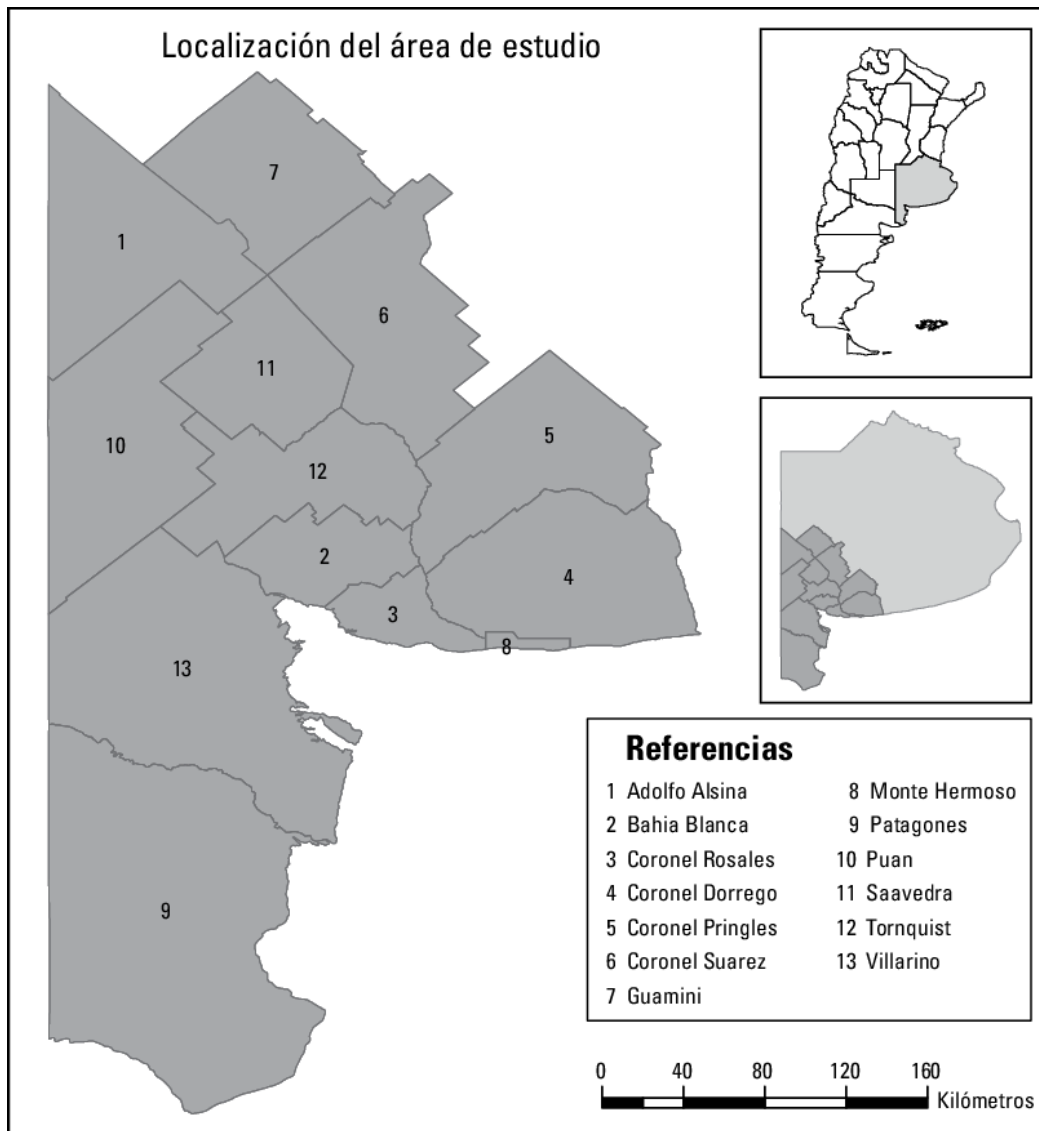 Localización del área de estudio
7
1
6
11
5
10
12
2
4
3
8
13
9
Referencias
1 Adolfo Alsina
2 Bahia Blanca
3 Coronel Rosales
4 Coronel Dorrego
5 Coronel Pringles
6 Coronel Suarez
7 Guamini
8 Monte Hermoso
9 Patagones
10 Puan
11 Saavedra
12 Tornquist
13 Villarino
0 40 80 120 160
Kilómetros